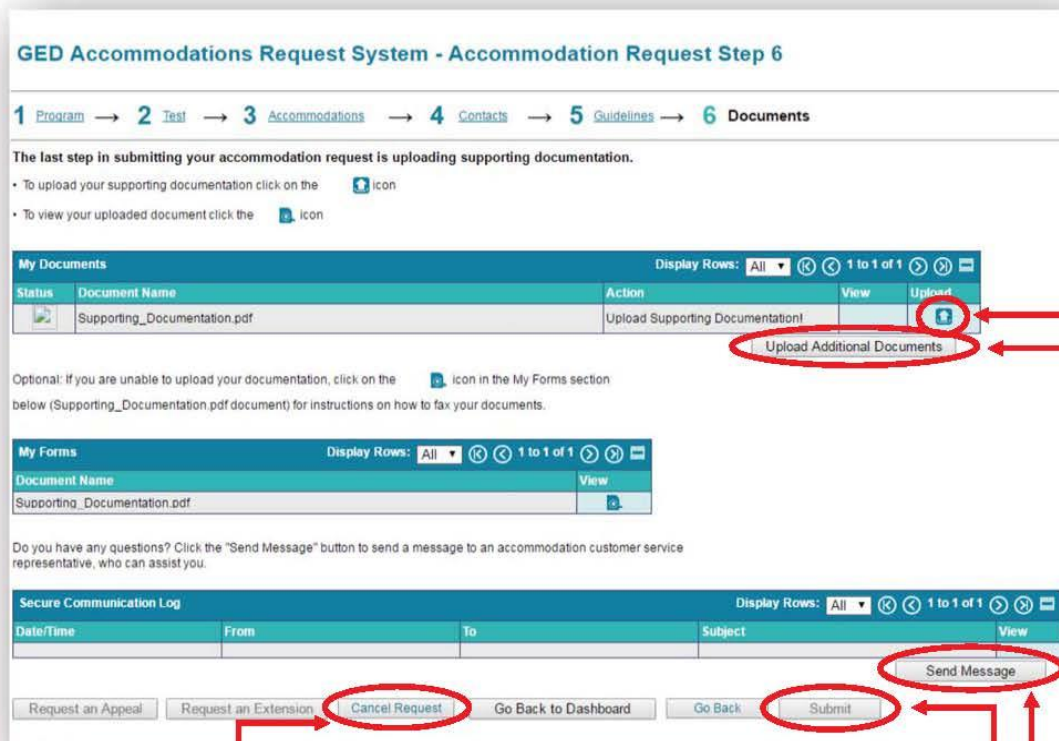 GED Accommodations Request System - Accommodation Request Step 6
1 Program → 2 Test → 3 Accommodations → 4 Contacts → 5 Guidelines → 6 Documents
The last step in submitting your accommodation request is uploading supporting documentation.
• To upload your supporting documentation click on the icon
• To view your uploaded document click the icon
My Documents Display Rows: All 1 to 1 of 1
Status Document Name Action View Upload
Supporting_Documentation.pdf Upload Supporting Documentation!
Upload Additional Documents
Optional: If you are unable to upload your documentation, click on the icon in the My Forms section
below (Supporting_Documentation.pdf document) for instructions on how to fax your documents.
My Forms Display Rows: All 1 to 1 of 1
Document Name View
Supporting_Documentation.pdf
Do you have any questions? Click the "Send Message" button to send a message to an accommodation customer service
representative, who can assist you.
Secure Communication Log Display Rows: All 1 to 1 of 1
Date/Time From To Subject View
Send Message
Request an Appeal Request an Extension Cancel Request Go Back to Dashboard Go Back Submit